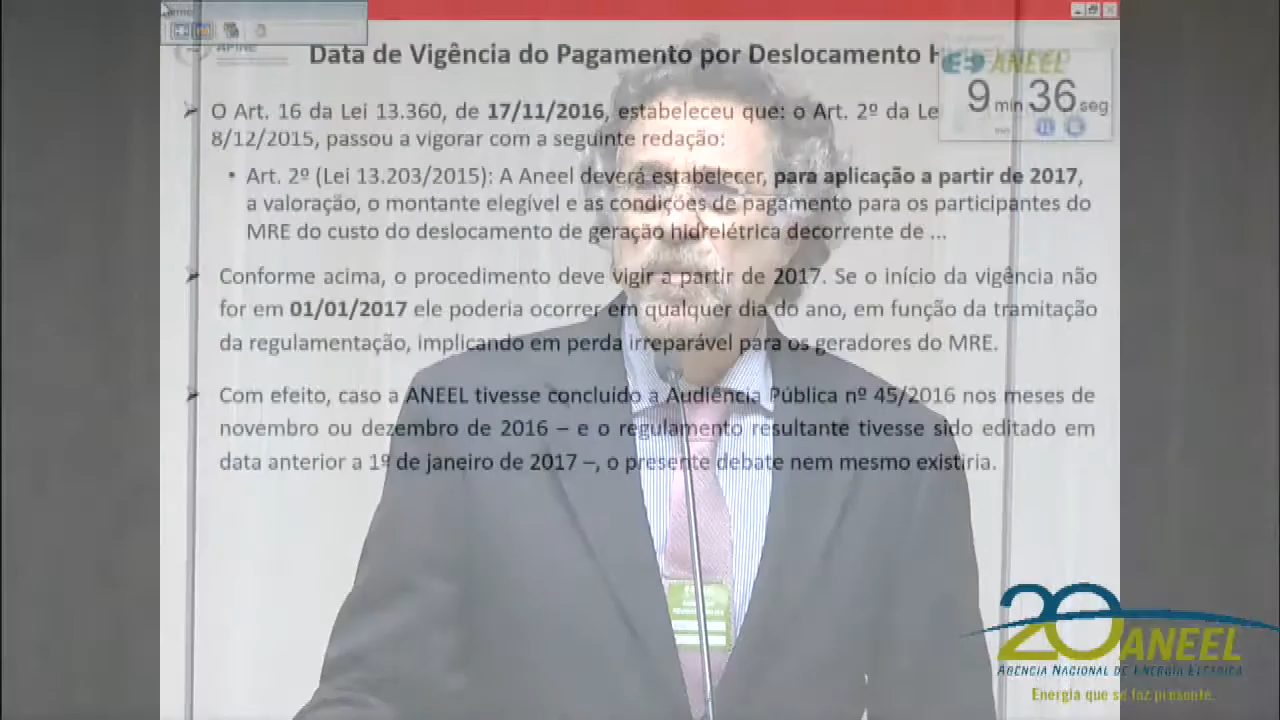 APINE
Data de Vigência do Pagamento por Deslocamento H
ANEEL
9 min 36 seg
➢ O Art. 16 da Lei 13.360, de 17/11/2016, estabeleceu que: o Art. 2º da Le
8/12/2015, passou a vigorar com a seguinte redação:
• Art. 2º (Lei 13.203/2015): A Aneel deverá estabelecer, para aplicação a partir de 2017,
a valoração, o montante elegível e as condições de pagamento para os participantes do
MRE do custo do deslocamento de geração hidrelétrica decorrente de ...
➢ Conforme acima, o procedimento deve vigir a partir de 2017. Se o início da vigência não
for em 01/01/2017 ele poderia ocorrer em qualquer dia do ano, em função da tramitação
da regulamentação, implicando em perda irreparável para os geradores do MRE.
➢ Com efeito, caso a ANEEL tivesse concluído a Audiência Pública nº 45/2016 nos meses de
novembro ou dezembro de 2016 – e o regulamento resultante tivesse sido editado em
data anterior a 1º de janeiro de 2017 –, o presente debate nem mesmo existiria.
20 ANEEL
AGÊNCIA NACIONAL DE ENERGIA ELÉTRICA
Energia que se faz presente.